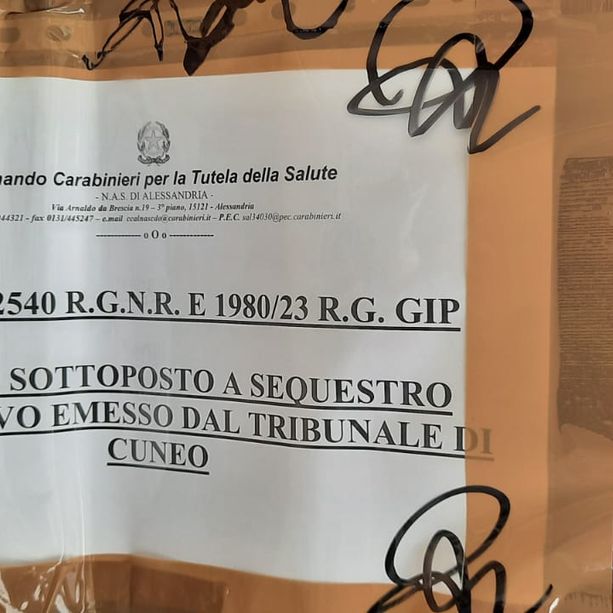 mando Carabinieri per la Tutela della Salute
- N.A.S. DI ALESSANDRIA -
Via Arnaldo da Brescia n.19 – 3° piano, 15121 - Alessandria
44321 – fax 0131/445247 – e.mail ccalnascdo@carabinieri.it – P.E.C. sal34030@pec.carabinieri.it
-------------- o O o --------------
2540 R.G.N.R. E 1980/23 R.G. GIP
SOTTOPOSTO A SEQUESTRO
VO EMESSO DAL TRIBUNALE DI
CUNEO